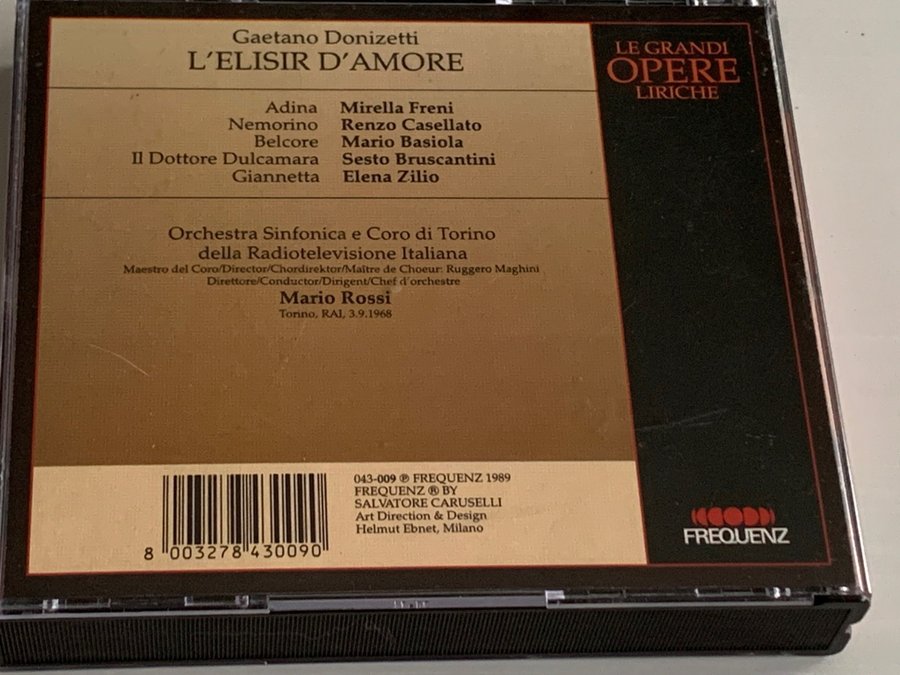 Gaetano Donizetti
L'ELISIR D'AMORE
Adina Mirella Freni
Nemorino Renzo Casellato
Belcore Mario Basiola
Il Dottore Dulcamara Sesto Bruscantini
Giannetta Elena Zilio
Orchestra Sinfonica e Coro di Torino
della Radiotelevisione Italiana
Maestro del Coro/Director/Chordirektor/Maître de Choeur: Ruggero Maghini
Direttore/Conductor/Dirigent/Chef d'orchestre
Mario Rossi
Torino, RAI, 3.9.1968
8 003278 430090
043-009 ℗ FREQUENZ 1989
FREQUENZ ® BY
SALVATORE CARUSELLI
Art Direction & Design
Helmut Ebnet, Milano
LE GRANDI
OPERE
LIRICHE
FREQUENZ